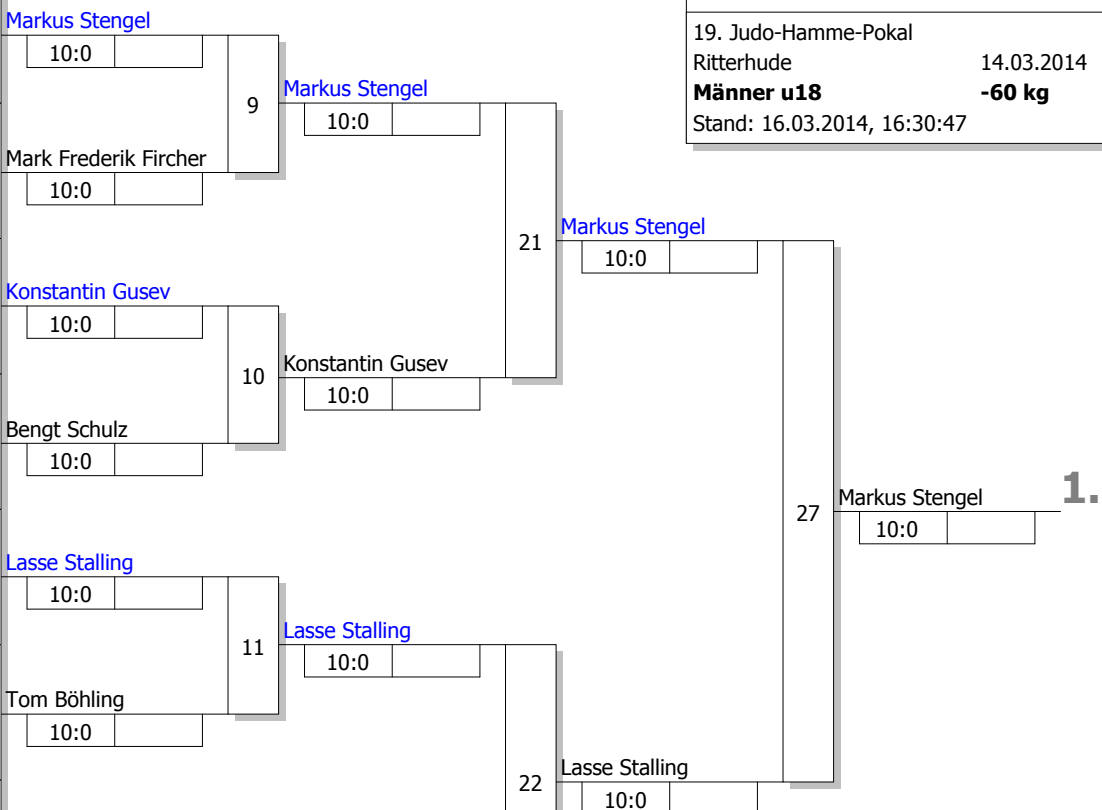 19. Judo-Hamme-Pokal
Ritterhude 14.03.2014
Männer u18 -60 kg
Stand: 16.03.2014, 16:30:47
Markus Stengel
10:0
9
Mark Frederik Fircher
10:0
Markus Stengel
10:0
Konstantin Gusev
10:0
10
Bengt Schulz
10:0
Konstantin Gusev
10:0
21
Markus Stengel
10:0
Lasse Stalling
10:0
11
Tom Böhling
10:0
Lasse Stalling
10:0
22
Lasse Stalling
10:0
27
Markus Stengel 1.
10:0